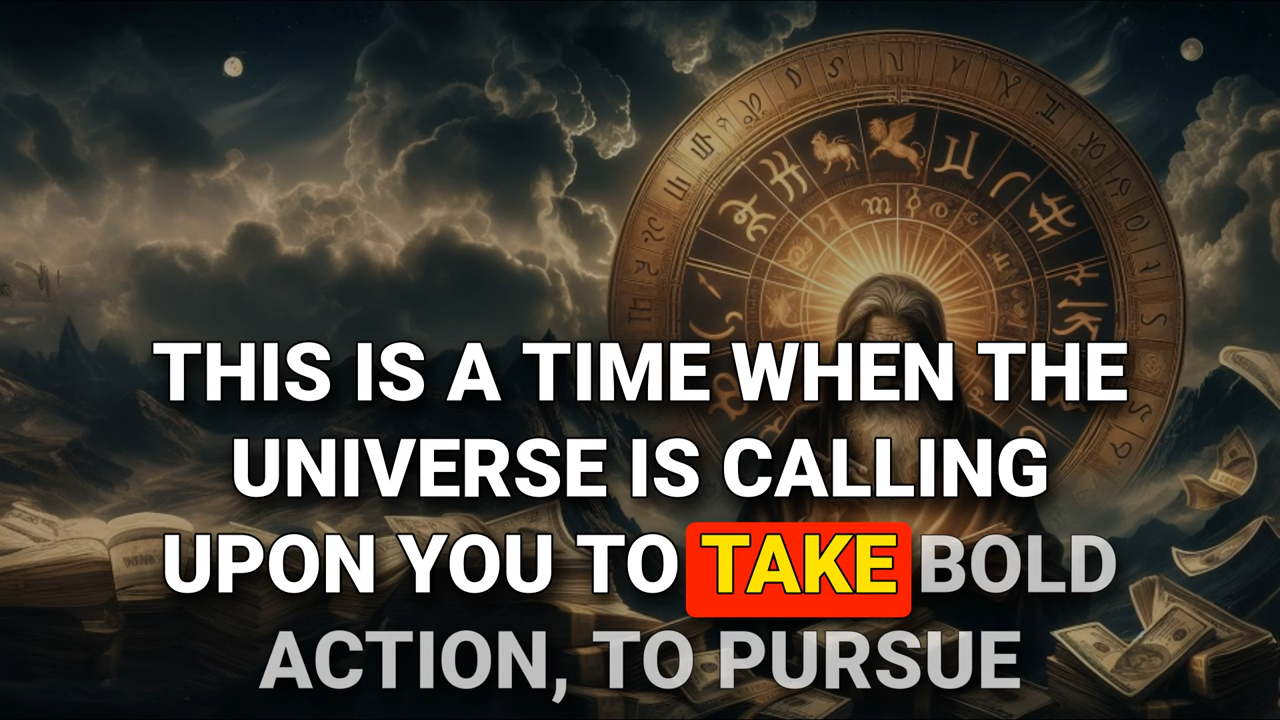 THIS IS A TIME WHEN THE
UNIVERSE IS CALLING
UPON YOU TO TAKE BOLD
ACTION, TO PURSUE